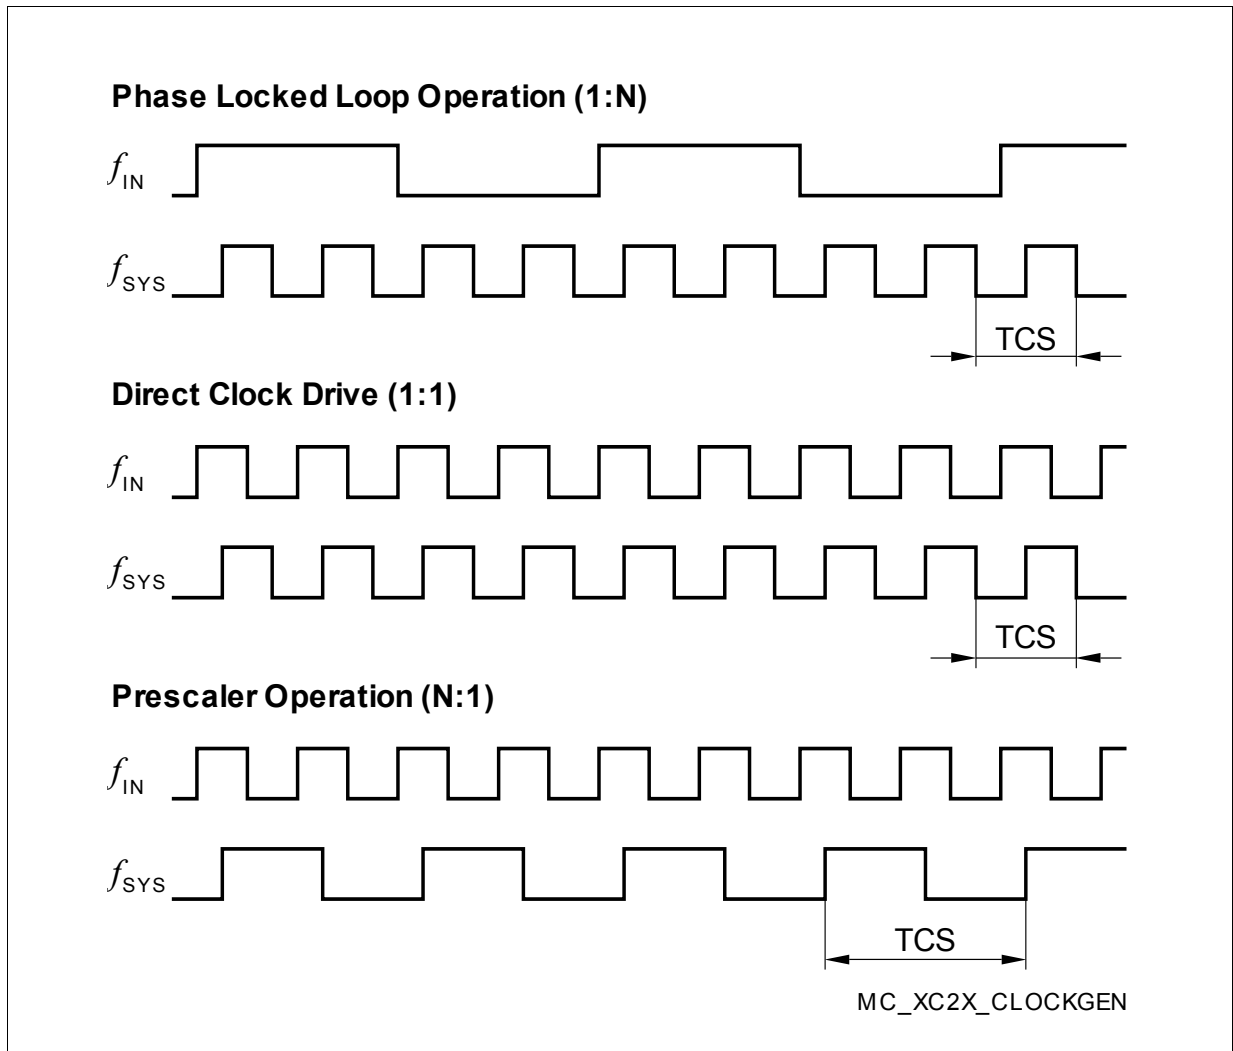 Phase Locked Loop Operation (1:N)
fIN
fSYS
TCS
Direct Clock Drive (1:1)
fIN
fSYS
TCS
Prescaler Operation (N:1)
fIN
fSYS
TCS
MC_XC2X_CLOCKGEN